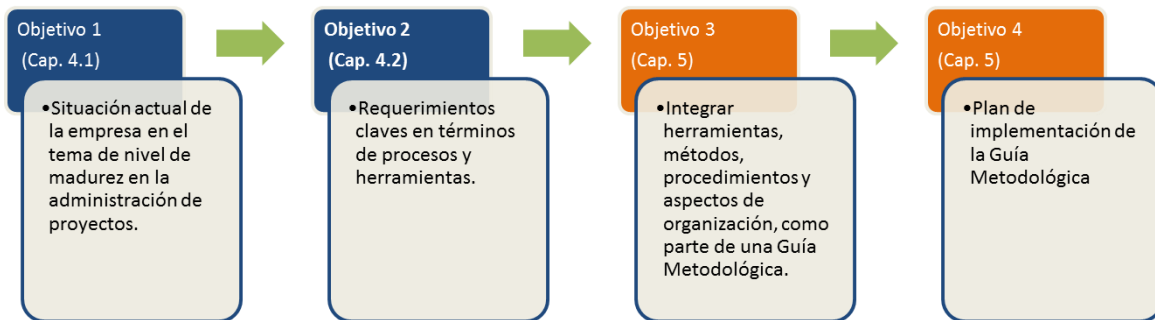 Objetivo 1
(Cap. 4.1)
•Situación actual de
la empresa en el
tema de nivel de
madurez en la
administración de
proyectos.
Objetivo 2
(Cap. 4.2)
•Requerimientos
claves en términos
de procesos y
herramientas.
Objetivo 3
(Cap. 5)
•Integrar
herramientas,
métodos,
procedimientos y
aspectos de
organización, como
parte de una Guía
Metodológica.
Objetivo 4
(Cap. 5)
•Plan de
implementación de
la Guía
Metodológica